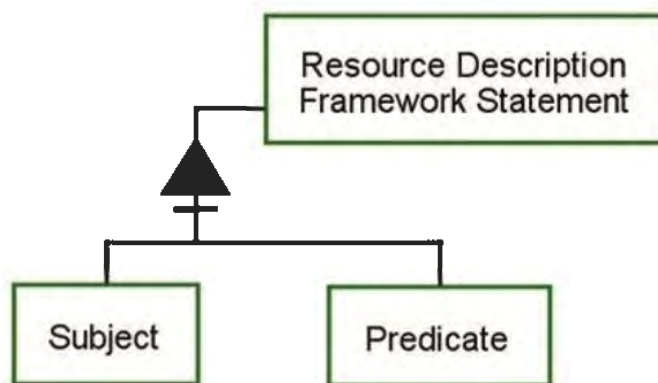 Resource Description
Framework Statement
Subject
Predicate